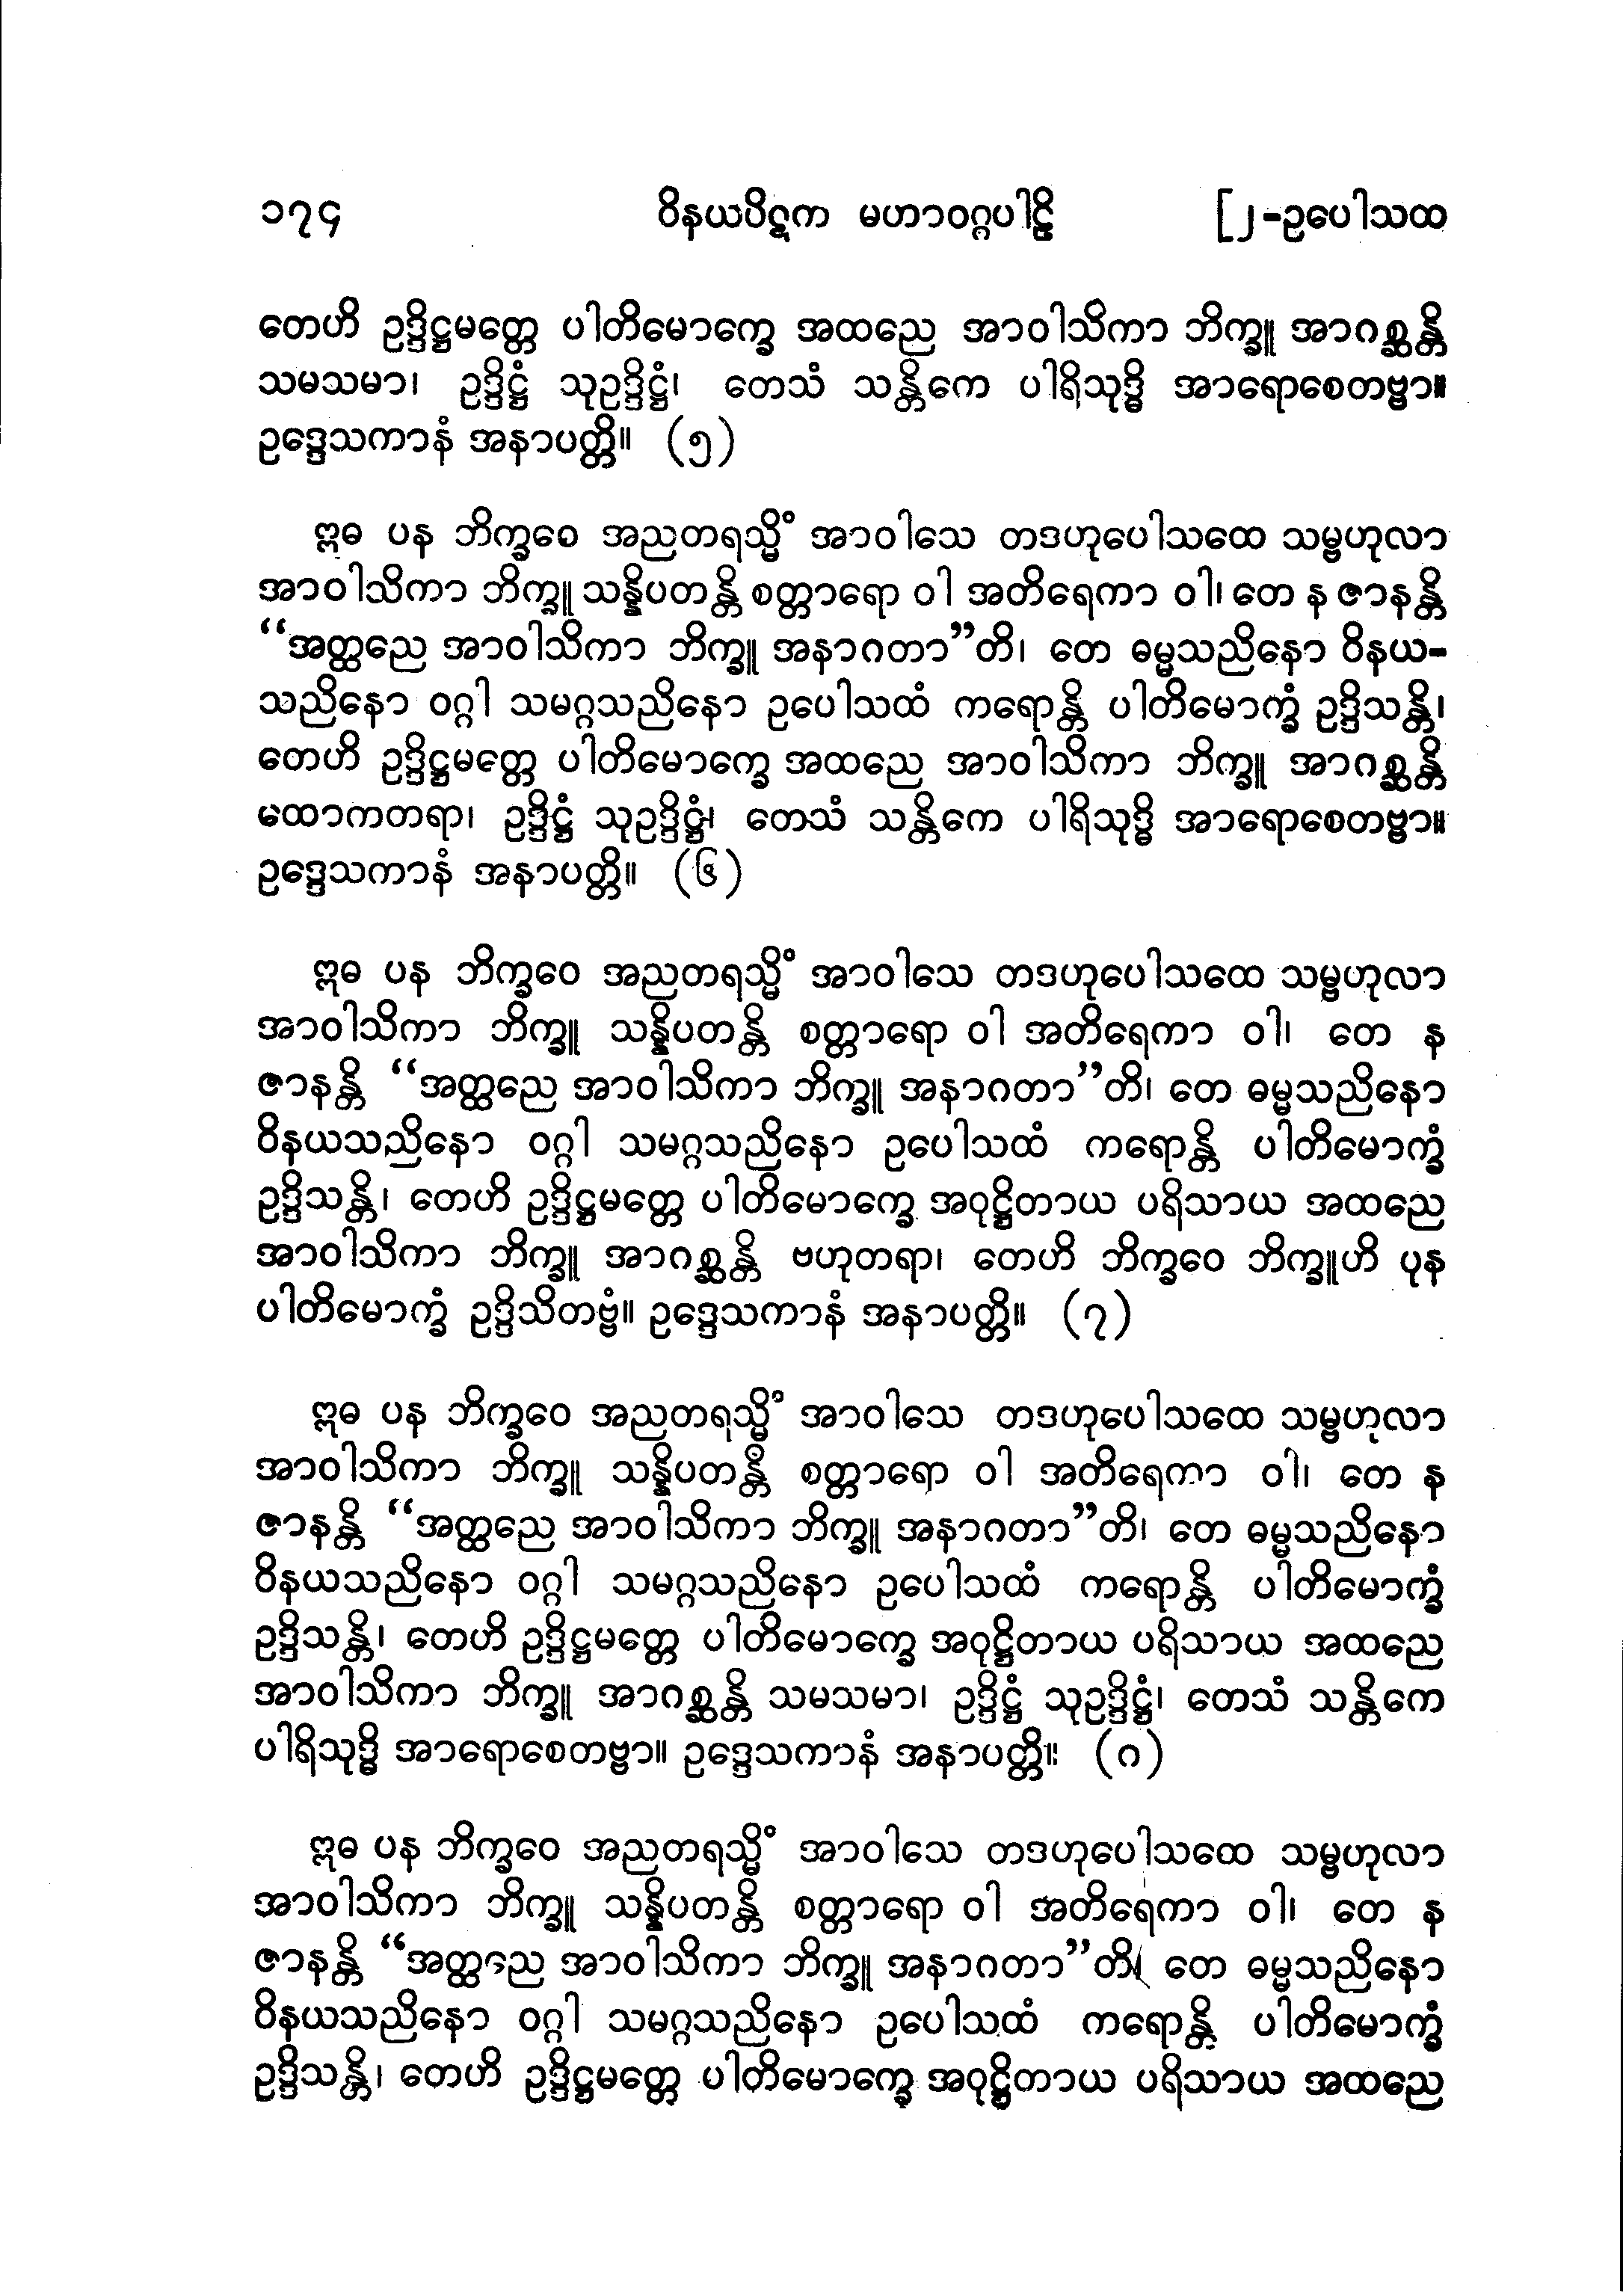 ၁၇၄ ဝိနယပိဋက မဟာဝဂ္ဂပါဠိ [၂-ဥပေါသထ
တေဟိ ဥဒ္ဒိဋ္ဌမတ္တေ ပါတိမောက္ခေ အထညေ အာဝါသိကာ ဘိက္ခူ အာဂစ္ဆန္တိ
သမသမာ၊ ဥဒ္ဒိဋ္ဌံ သုဥဒ္ဒိဋ္ဌံ၊ တေသံ သန္တိကေ ပါရိသုဒ္ဓိ အာရောစေတဗ္ဗာ။
ဥဒ္ဒေသကာနံ အနာပတ္တိ။ (၅)
ဣဓ ပန ဘိက္ခဝေ အညတရသ္မိံ အာဝါသေ တဒဟုပေါသထေ သမ္ဗဟုလာ
အာဝါသိကာ ဘိက္ခူ သန္နိပတန္တိ စတ္တာရော ဝါ အတိရေကာ ဝါ၊ တေ န ဇာနန္တိ
“အတ္ထညေ အာဝါသိကာ ဘိက္ခူ အနာဂတာ”တိ၊ တေ ဓမ္မသညိနော ဝိနယ-
သညိနော ဝဂ္ဂါ သမဂ္ဂသညိနော ဥပေါသထံ ကရောန္တိ ပါတိမောက္ခံ ဥဒ္ဒိသန္တိ၊
တေဟိ ဥဒ္ဒိဋ္ဌမတ္တေ ပါတိမောက္ခေ အထညေ အာဝါသိကာ ဘိက္ခူ အာဂစ္ဆန္တိ
ထောကတရာ၊ ဥဒ္ဒိဋ္ဌံ သုဥဒ္ဒိဋ္ဌံ၊ တေသံ သန္တိကေ ပါရိသုဒ္ဓိ အာရောစေတဗ္ဗာ။
ဥဒ္ဒေသကာနံ အနာပတ္တိ။ (၆)
ဣဓ ပန ဘိက္ခဝေ အညတရသ္မိံ အာဝါသေ တဒဟုပေါသထေ သမ္ဗဟုလာ
အာဝါသိကာ ဘိက္ခူ သန္နိပတန္တိ စတ္တာရော ဝါ အတိရေကာ ဝါ၊ တေ န
ဇာနန္တိ “အတ္ထညေ အာဝါသိကာ ဘိက္ခူ အနာဂတာ”တိ၊ တေ ဓမ္မသညိနော
ဝိနယသညိနော ဝဂ္ဂါ သမဂ္ဂသညိနော ဥပေါသထံ ကရောန္တိ ပါတိမောက္ခံ
ဥဒ္ဒိသန္တိ၊ တေဟိ ဥဒ္ဒိဋ္ဌမတ္တေ ပါတိမောက္ခေ အဝုဋ္ဌိတာယ ပရိသာယ အထညေ
အာဝါသိကာ ဘိက္ခူ အာဂစ္ဆန္တိ ဗဟုတရာ၊ တေဟိ ဘိက္ခဝေ ဘိက္ခူဟိ ပုန
ပါတိမောက္ခံ ဥဒ္ဒိသိတဗ္ဗံ။ ဥဒ္ဒေသကာနံ အနာပတ္တိ။ (၇)
ဣဓ ပန ဘိက္ခဝေ အညတရသ္မိံ အာဝါသေ တဒဟုပေါသထေ သမ္ဗဟုလာ
အာဝါသိကာ ဘိက္ခူ သန္နိပတန္တိ စတ္တာရော ဝါ အတိရေကာ ဝါ၊ တေ န
ဇာနန္တိ “အတ္ထညေ အာဝါသိကာ ဘိက္ခူ အနာဂတာ”တိ၊ တေ ဓမ္မသညိနော
ဝိနယသညိနော ဝဂ္ဂါ သမဂ္ဂသညိနော ဥပေါသထံ ကရောန္တိ ပါတိမောက္ခံ
ဥဒ္ဒိသန္တိ၊ တေဟိ ဥဒ္ဒိဋ္ဌမတ္တေ ပါတိမောက္ခေ အဝုဋ္ဌိတာယ ပရိသာယ အထညေ
အာဝါသိကာ ဘိက္ခူ အာဂစ္ဆန္တိ သမသမာ၊ ဥဒ္ဒိဋ္ဌံ သုဥဒ္ဒိဋ္ဌံ၊ တေသံ သန္တိကေ
ပါရိသုဒ္ဓိ အာရောစေတဗ္ဗာ။ ဥဒ္ဒေသကာနံ အနာပတ္တိ။ (၈)
ဣဓ ပန ဘိက္ခဝေ အညတရသ္မိံ အာဝါသေ တဒဟုပေါသထေ သမ္ဗဟုလာ
အာဝါသိကာ ဘိက္ခူ သန္နိပတန္တိ စတ္တာရော ဝါ အတိရေကာ ဝါ၊ တေ န
ဇာနန္တိ “အတ္ထညေ အာဝါသိကာ ဘိက္ခူ အနာဂတာ”တိ၊ တေ ဓမ္မသညိနော
ဝိနယသညိနော ဝဂ္ဂါ သမဂ္ဂသညိနော ဥပေါသထံ ကရောန္တိ ပါတိမောက္ခံ
ဥဒ္ဒိသန္တိ၊ တေဟိ ဥဒ္ဒိဋ္ဌမတ္တေ ပါတိမောက္ခေ အဝုဋ္ဌိတာယ ပရိသာယ အထညေ